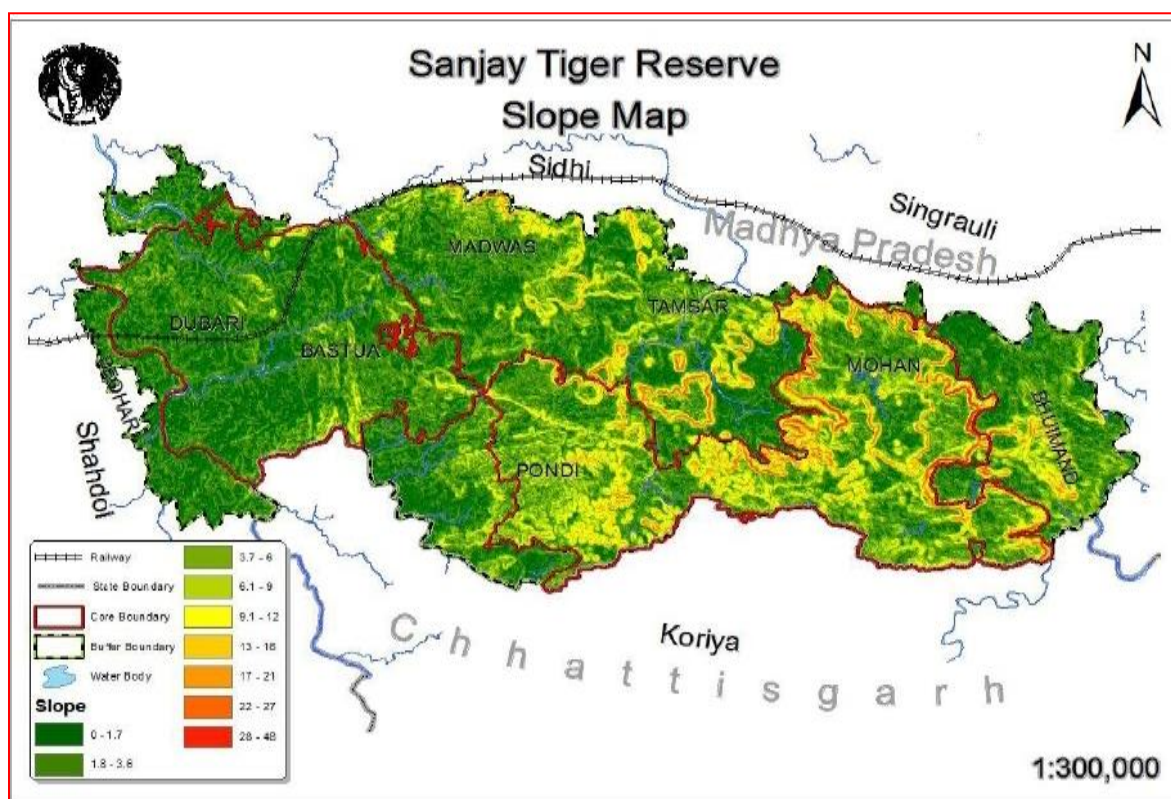 Sanjay Tiger Reserve
Slope Map
N
Sidhi
Singrauli
Madhya Pradesh
MADWAS
TAMSAR
DUBARI
BASTUA
MOHAN
BEOHARI
BHUIMAND
Shahdol
PONDI
Koriya
Chhattisgarh
Railway
State Boundary
Core Boundary
Buffer Boundary
Water Body
Slope
0 - 1.7
1.8 - 3.6
3.7 - 6
6.1 - 9
9.1 - 12
13 - 16
17 - 21
22 - 27
28 - 48
1:300,000